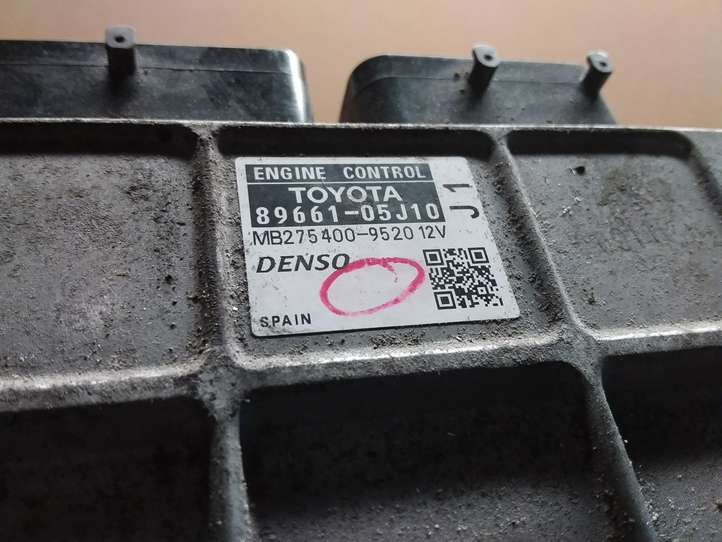 ENGINE CONTROL
TOYOTA
89661-05J10
J1
MB275400-9520 12V
DENSO
SPAIN